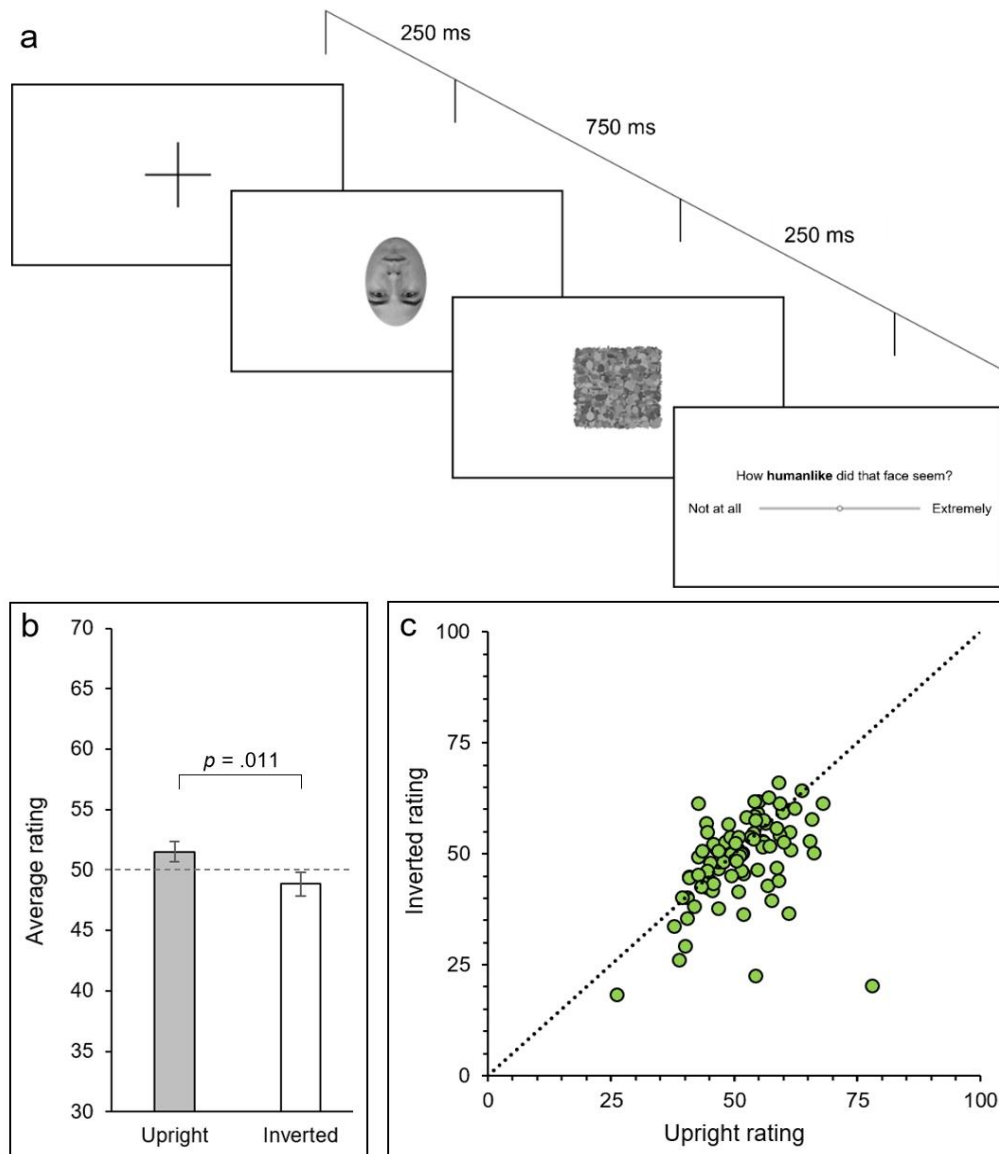 a
250 ms
750 ms
250 ms
How humanlike did that face seem?
Not at all Extremely
b
70
65
60
55
50
45
40
35
30
Average rating
p = .011
Upright Inverted
c
100
75
50
25
0
Inverted rating
0 25 50 75 100
Upright rating